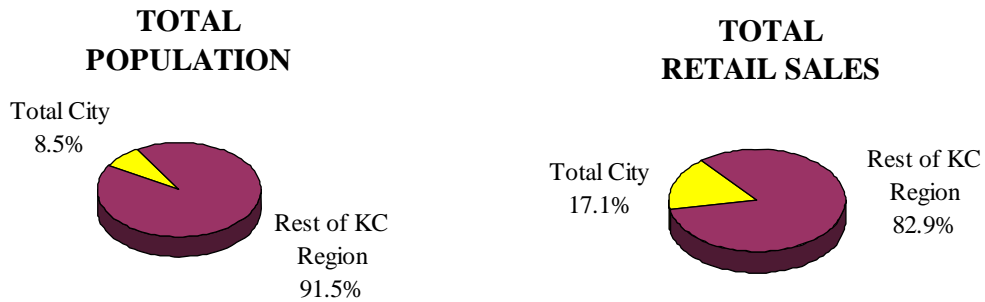 TOTAL
POPULATION
Total City
8.5%
Rest of KC
Region
91.5%
TOTAL
RETAIL SALES
Total City
17.1%
Rest of KC
Region
82.9%